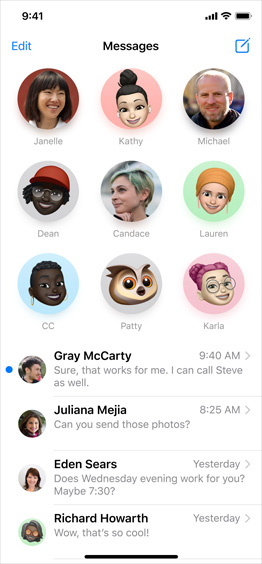 9:41
Edit Messages
Janelle Kathy Michael
Dean Candace Lauren
CC Patty Karla
Gray McCarty 9:40 AM
Sure, that works for me. I can call Steve
as well.
Juliana Mejia 8:25 AM
Can you send those photos?
Eden Sears Yesterday
Does Wednesday evening work for you?
Maybe 7:30?
Richard Howarth Yesterday
Wow, that's so cool!